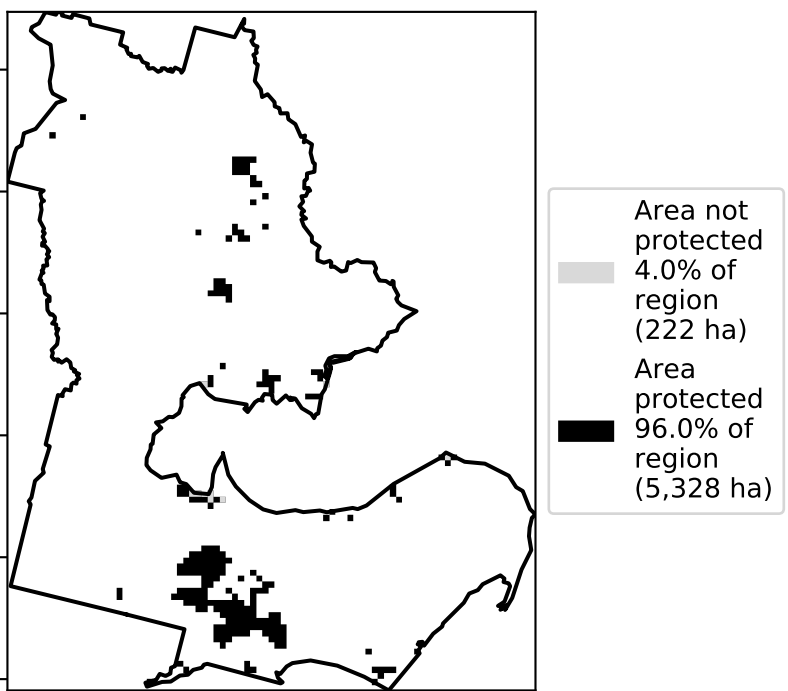 Area not
protected
4.0% of
region
(222 ha)
Area
protected
96.0% of
region
(5,328 ha)